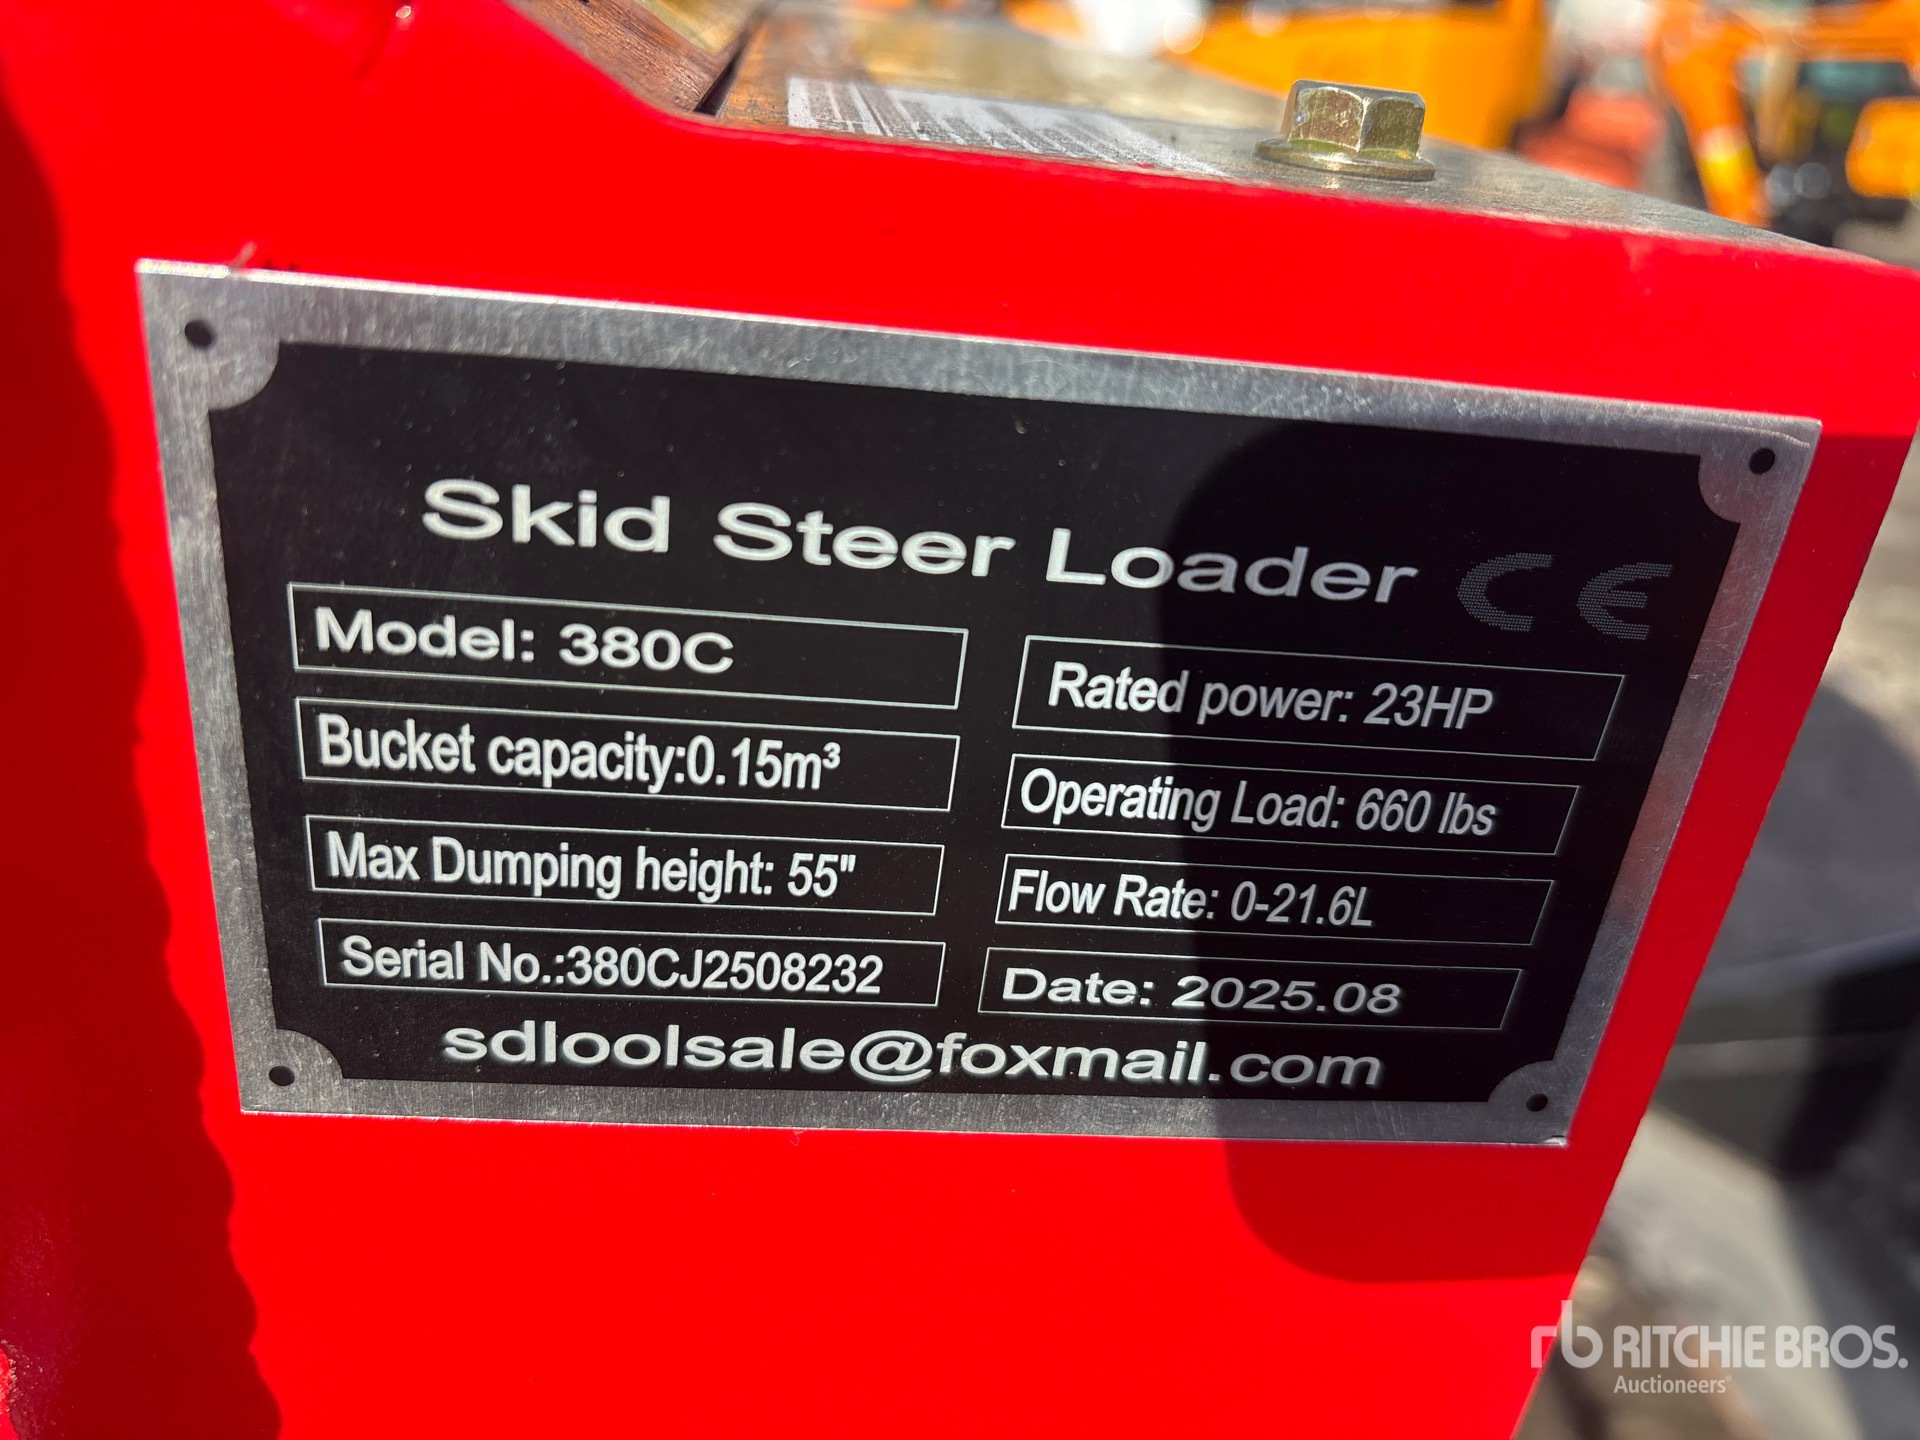 Skid Steer Loader CE
Model: 380C
Rated power: 23HP
Bucket capacity:0.15m³
Operating Load: 660 lbs
Max Dumping height: 55"
Flow Rate: 0-21.6L
Serial No.:380CJ2508232
Date: 2025.08
sdloolsale@foxmail.com
rb RITCHIE BROS.
Auctioneers